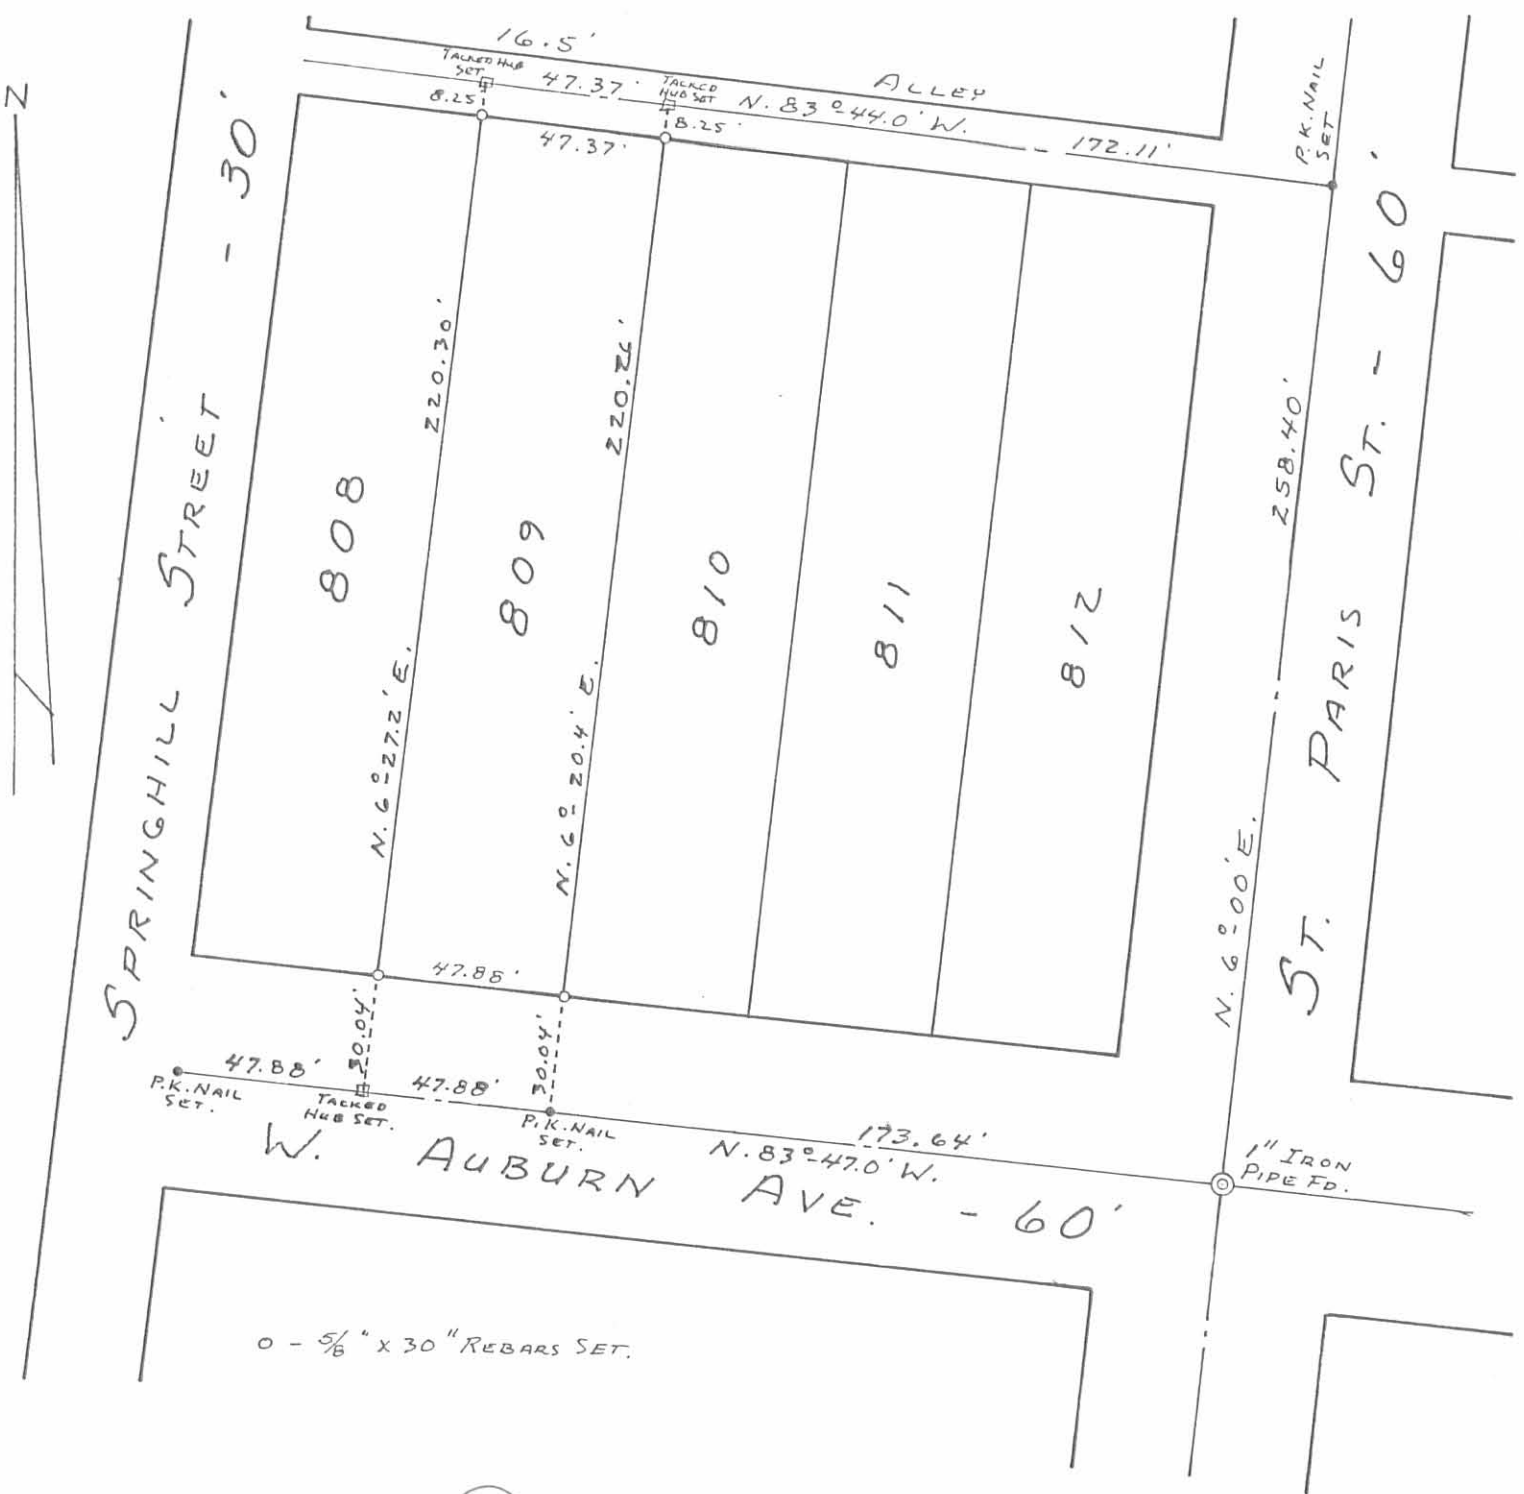 N
16.5'
ALLEY
TACKED HUB
SET
47.37'
TACKED
HUB SET
N. 83°-44.0' W.
172.11'
P.K. NAIL
SET
8.25'
8.25'
47.37'
SPRINGHILL STREET - 30'
220.30'
N. 6°-27.2' E.
N. 6°-20.4' E.
808
809
810
811
812
258.40'
N. 6°-00' E.
ST. PARIS ST. - 60'
47.88'
30.04'
30.04'
47.88'
47.88'
P.K. NAIL
SET.
TACKED
HUB SET.
P.K. NAIL
SET.
173.64'
N. 83°-47.0' W.
1" IRON
PIPE FD.
W. AUBURN AVE. - 60'
o - 5/8" x 30" REBARS SET.